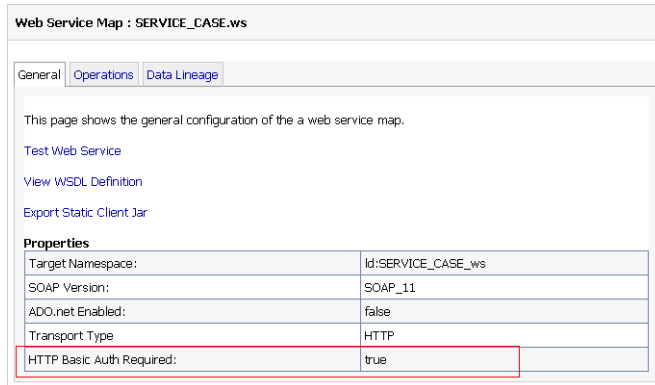 Web Service Map : SERVICE_CASE.ws
General Operations Data Lineage
This page shows the general configuration of the a web service map.
Test Web Service
View WSDL Definition
Export Static Client Jar
Properties
Target Namespace: ld:SERVICE_CASE_ws
SOAP Version: SOAP_11
ADO.net Enabled: false
Transport Type HTTP
HTTP Basic Auth Required: true